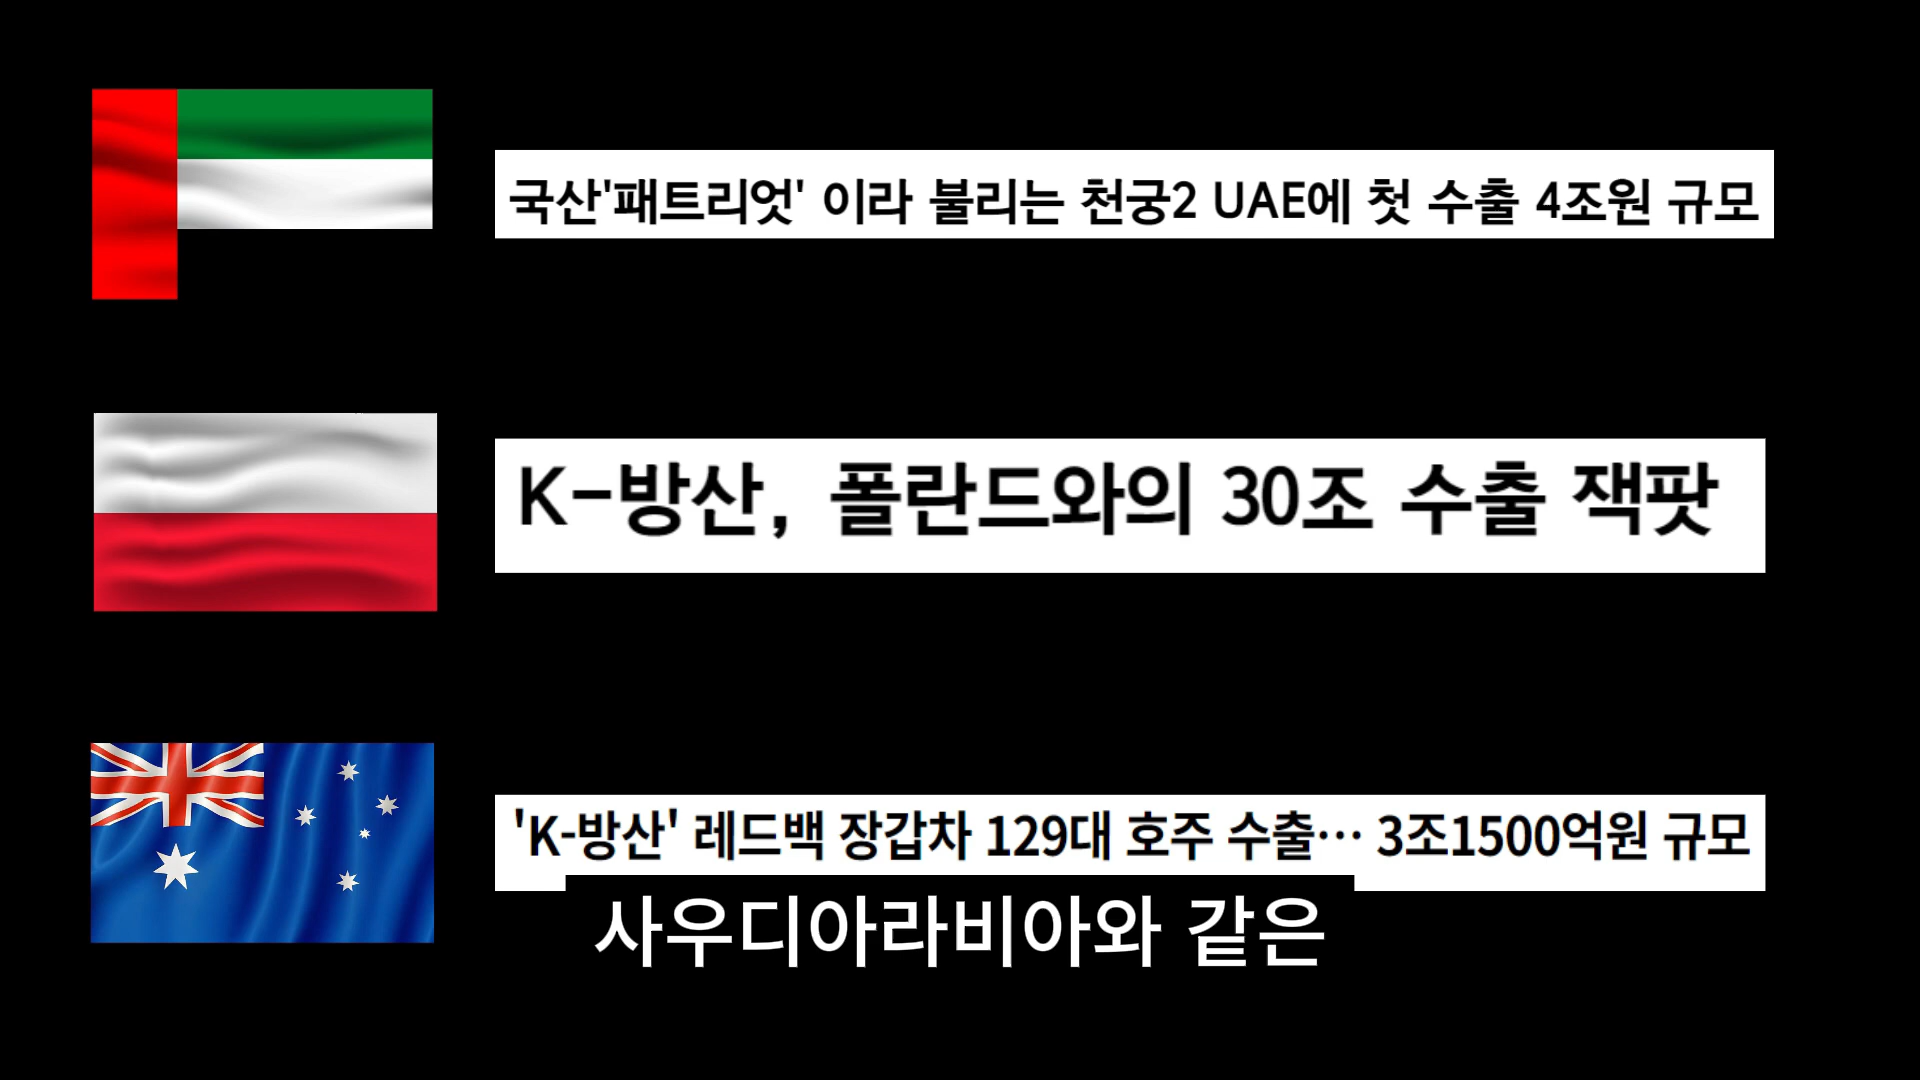 국산'패트리엇' 이라 불리는 천궁2 UAE에 첫 수출 4조원 규모
K-방산, 폴란드와의 30조 수출 잭팟
'K-방산' 레드백 장갑차 129대 호주 수출… 3조1500억원 규모
사우디아라비아와 같은